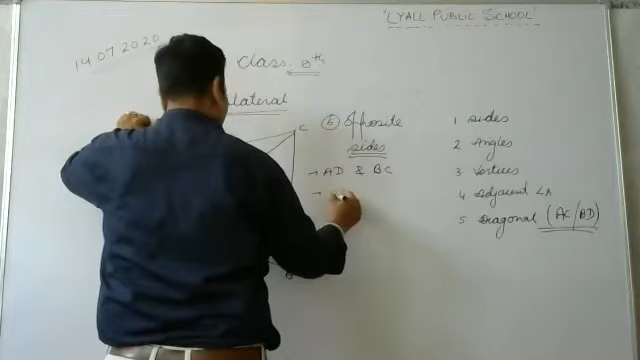 "LYALL PUBLIC SCHOOL"
14.07.2020
Class - 8th
lateral
⑥ Opposite
sides
→ AD & BC
→
C
B
1 sides
2 Angles
3 Vertices
4 Adjacent ∠s
5 Diagonal (AC/BD)